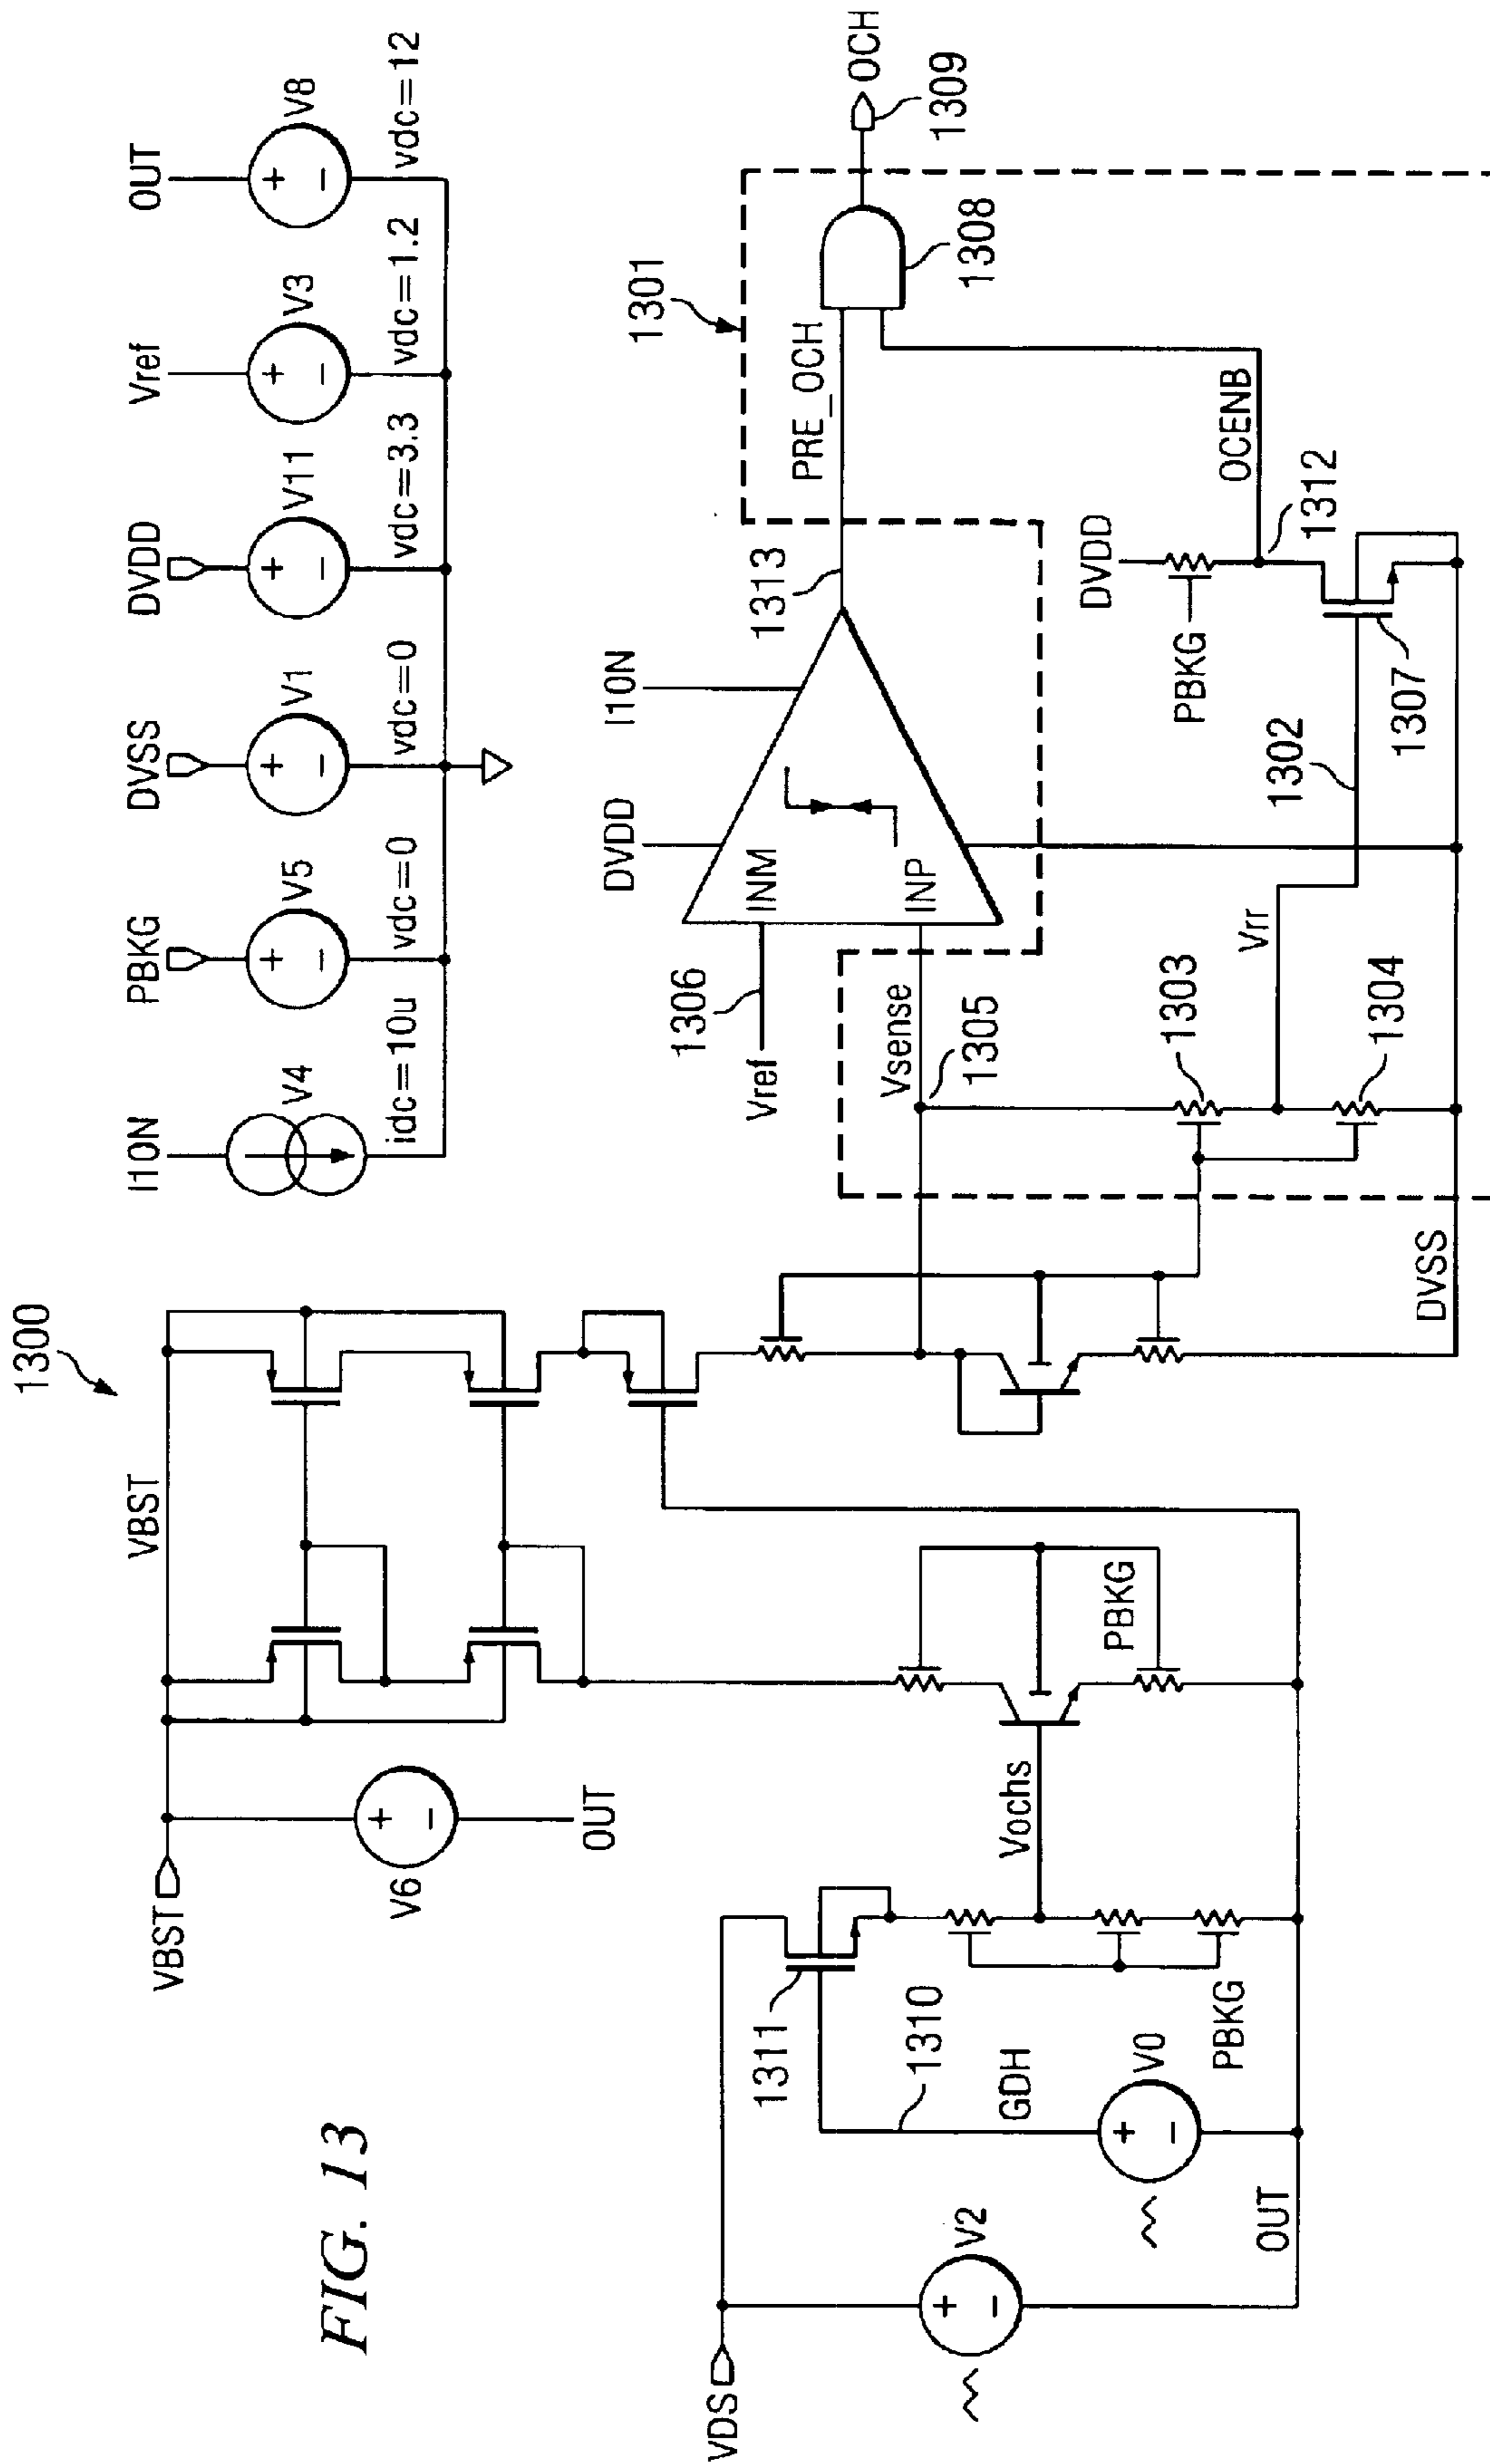 FIG. 13
1300
VBST
VBST
V6
OUT
VDS
V2
V0
GDH
1310
1311
PBKG
OUT
Vochs
PBKG
I10N
V4
idc=10u
PBKG
V5
vdc=0
DVSS
V1
vdc=0
DVDD
V11
vdc=3.3
Vref
V3
vdc=1.2
OUT
V8
vdc=12
1301
DVDD
I10N
INM
INP
1306
Vref
Vsense
1305
1313
PRE_OCH
1308
OCH
1309
OCENB
1312
DVDD
PBKG
1307
1302
Vrr
1303
1304
DVSS
+
−
+
−
+
−
+
−
+
−
+
−
+
−
+
−